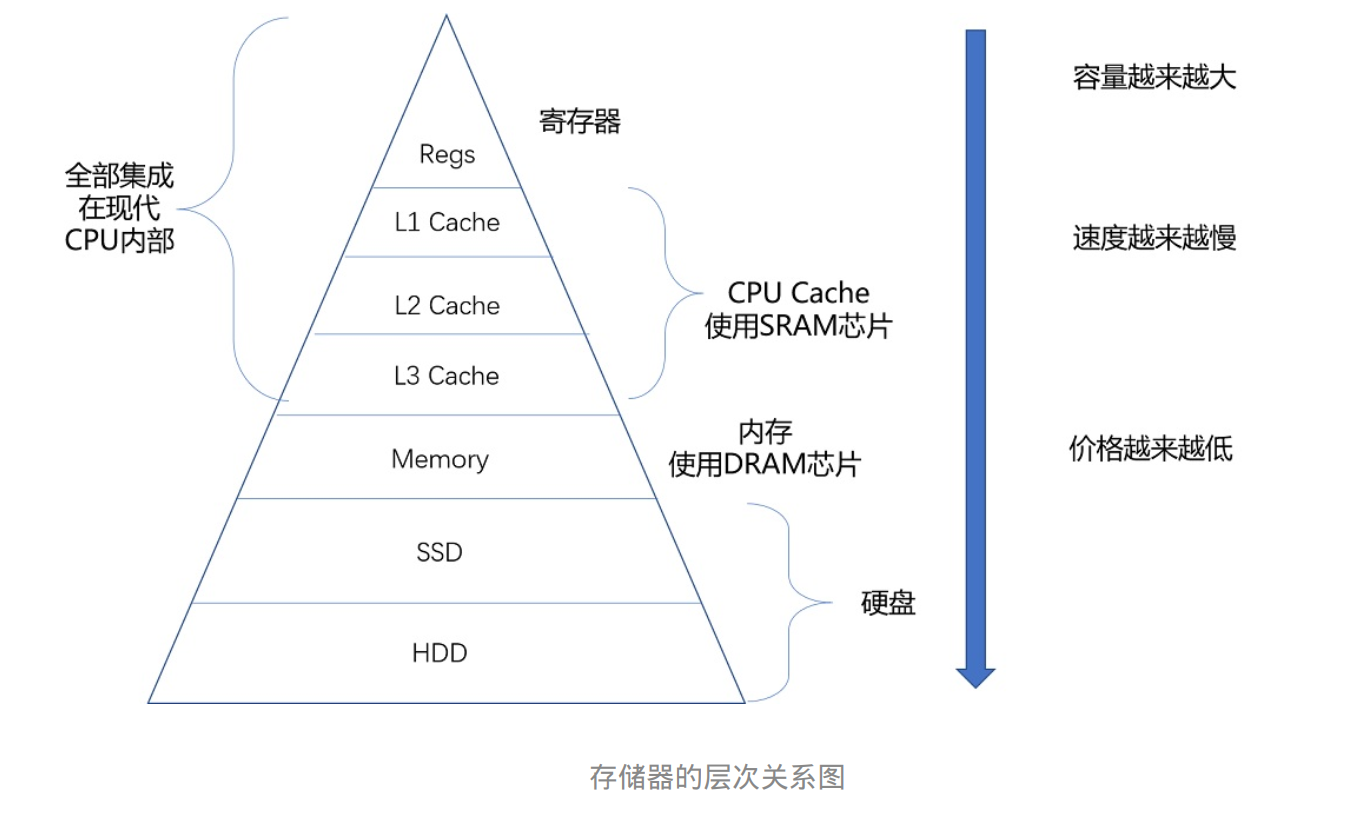 全部集成
在现代
CPU内部
Regs
寄存器
L1 Cache
L2 Cache
L3 Cache
CPU Cache
使用SRAM芯片
Memory
内存
使用DRAM芯片
SSD
HDD
硬盘
容量越来越大
速度越来越慢
价格越来越低
存储器的层次关系图